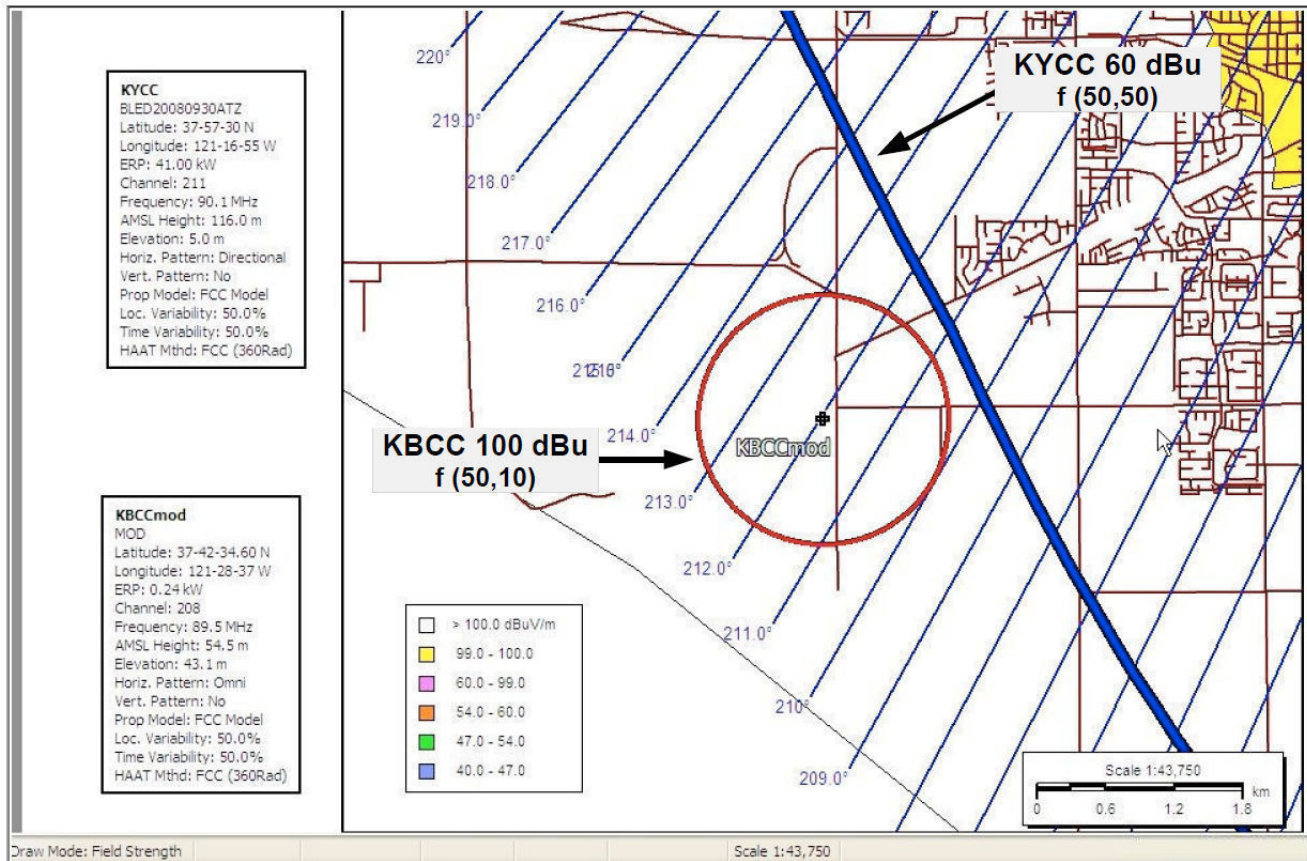 KYCC
BLED20080930ATZ
Latitude: 37-57-30 N
Longitude: 121-16-55 W
ERP: 41.00 kW
Channel: 211
Frequency: 90.1 MHz
AMSL Height: 116.0 m
Elevation: 5.0 m
Horiz. Pattern: Directional
Vert. Pattern: No
Prop Model: FCC Model
Loc. Variability: 50.0%
Time Variability: 50.0%
HAAT Mthd: FCC (360Rad)
KBCCmod
MOD
Latitude: 37-42-34.60 N
Longitude: 121-28-37 W
ERP: 0.24 kW
Channel: 208
Frequency: 89.5 MHz
AMSL Height: 54.5 m
Elevation: 43.1 m
Horiz. Pattern: Omni
Vert. Pattern: No
Prop Model: FCC Model
Loc. Variability: 50.0%
Time Variability: 50.0%
HAAT Mthd: FCC (360Rad)
KYCC 60 dBu
f (50,50)
220°
219.0°
218.0°
217.0°
216.0°
214.0°
213.0°
212.0°
211.0°
210°
209.0°
KBCC 100 dBu
f (50,10)
KBCCmod
> 100.0 dBuV/m
99.0 - 100.0
60.0 - 99.0
54.0 - 60.0
47.0 - 54.0
40.0 - 47.0
Scale 1:43,750
km
0 0.6 1.2 1.8
Draw Mode: Field Strength
Scale 1:43,750